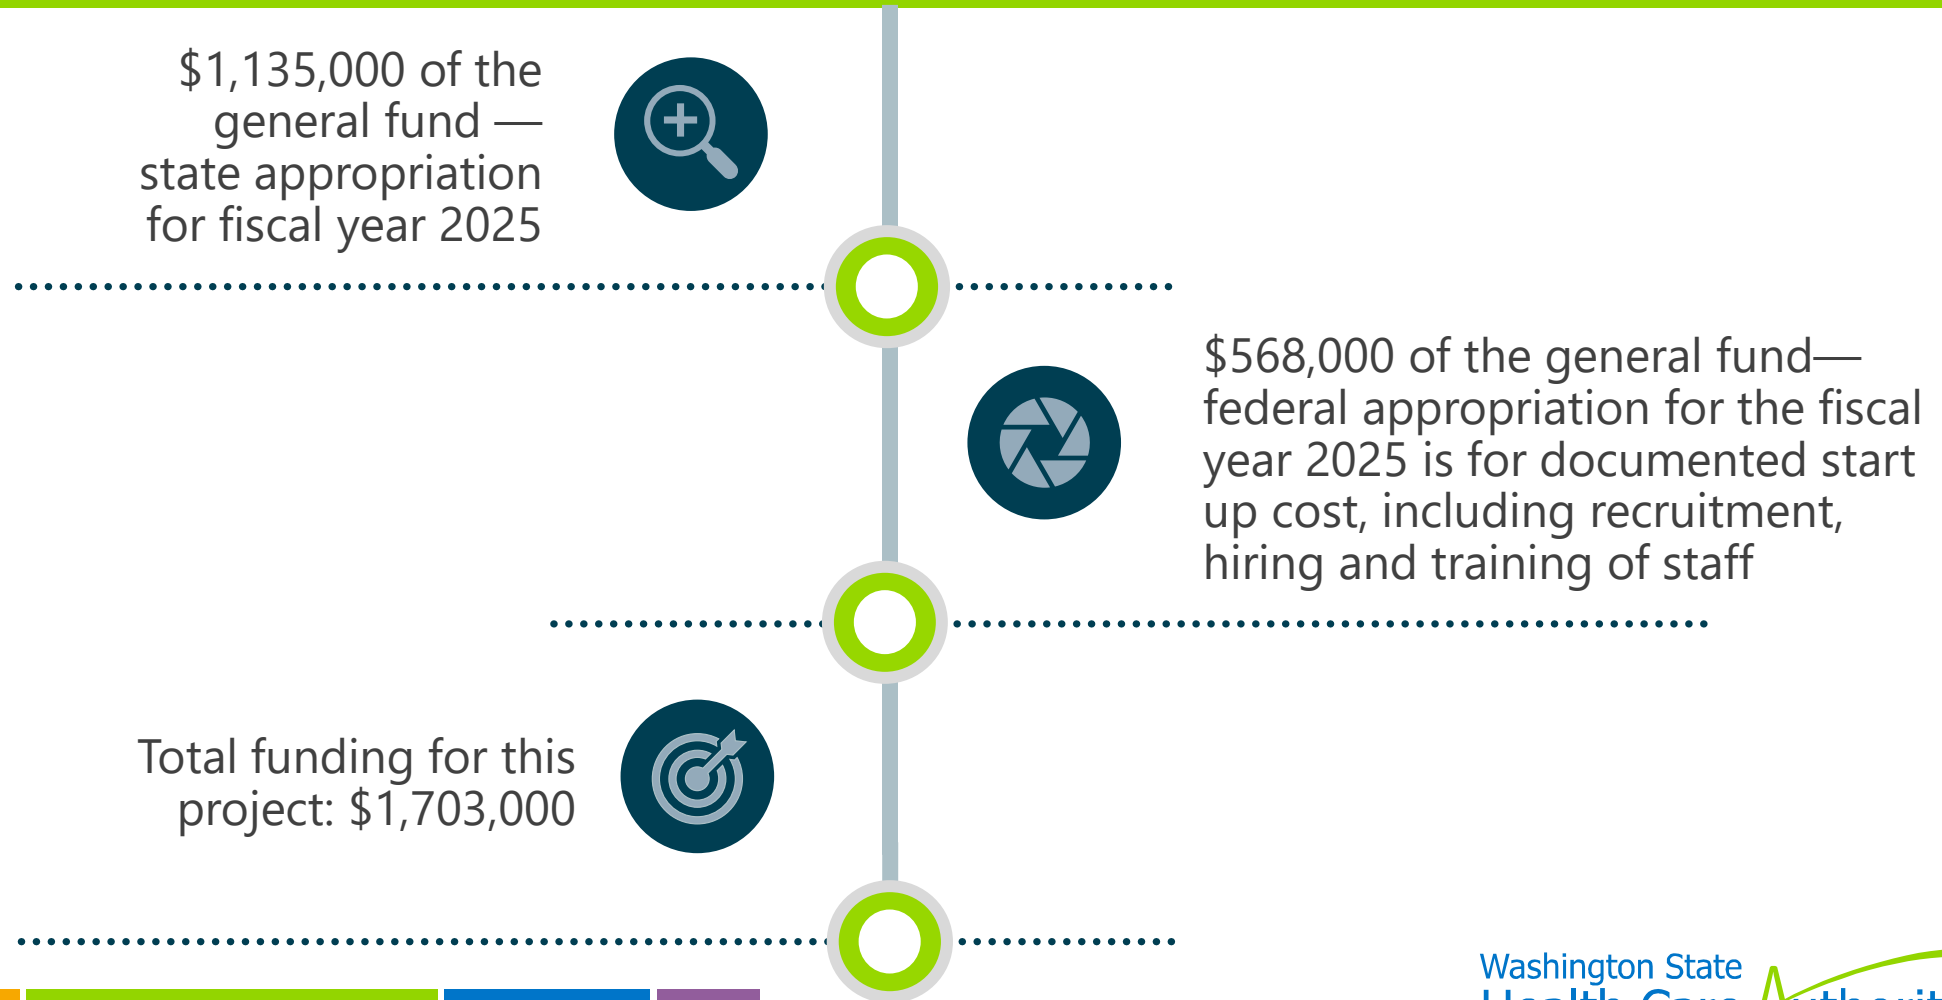 $1,135,000 of the
general fund —
state appropriation
for fiscal year 2025
$568,000 of the general fund—
federal appropriation for the fiscal
year 2025 is for documented start
up cost, including recruitment,
hiring and training of staff
Total funding for this
project: $1,703,000
Washington State
Health Care